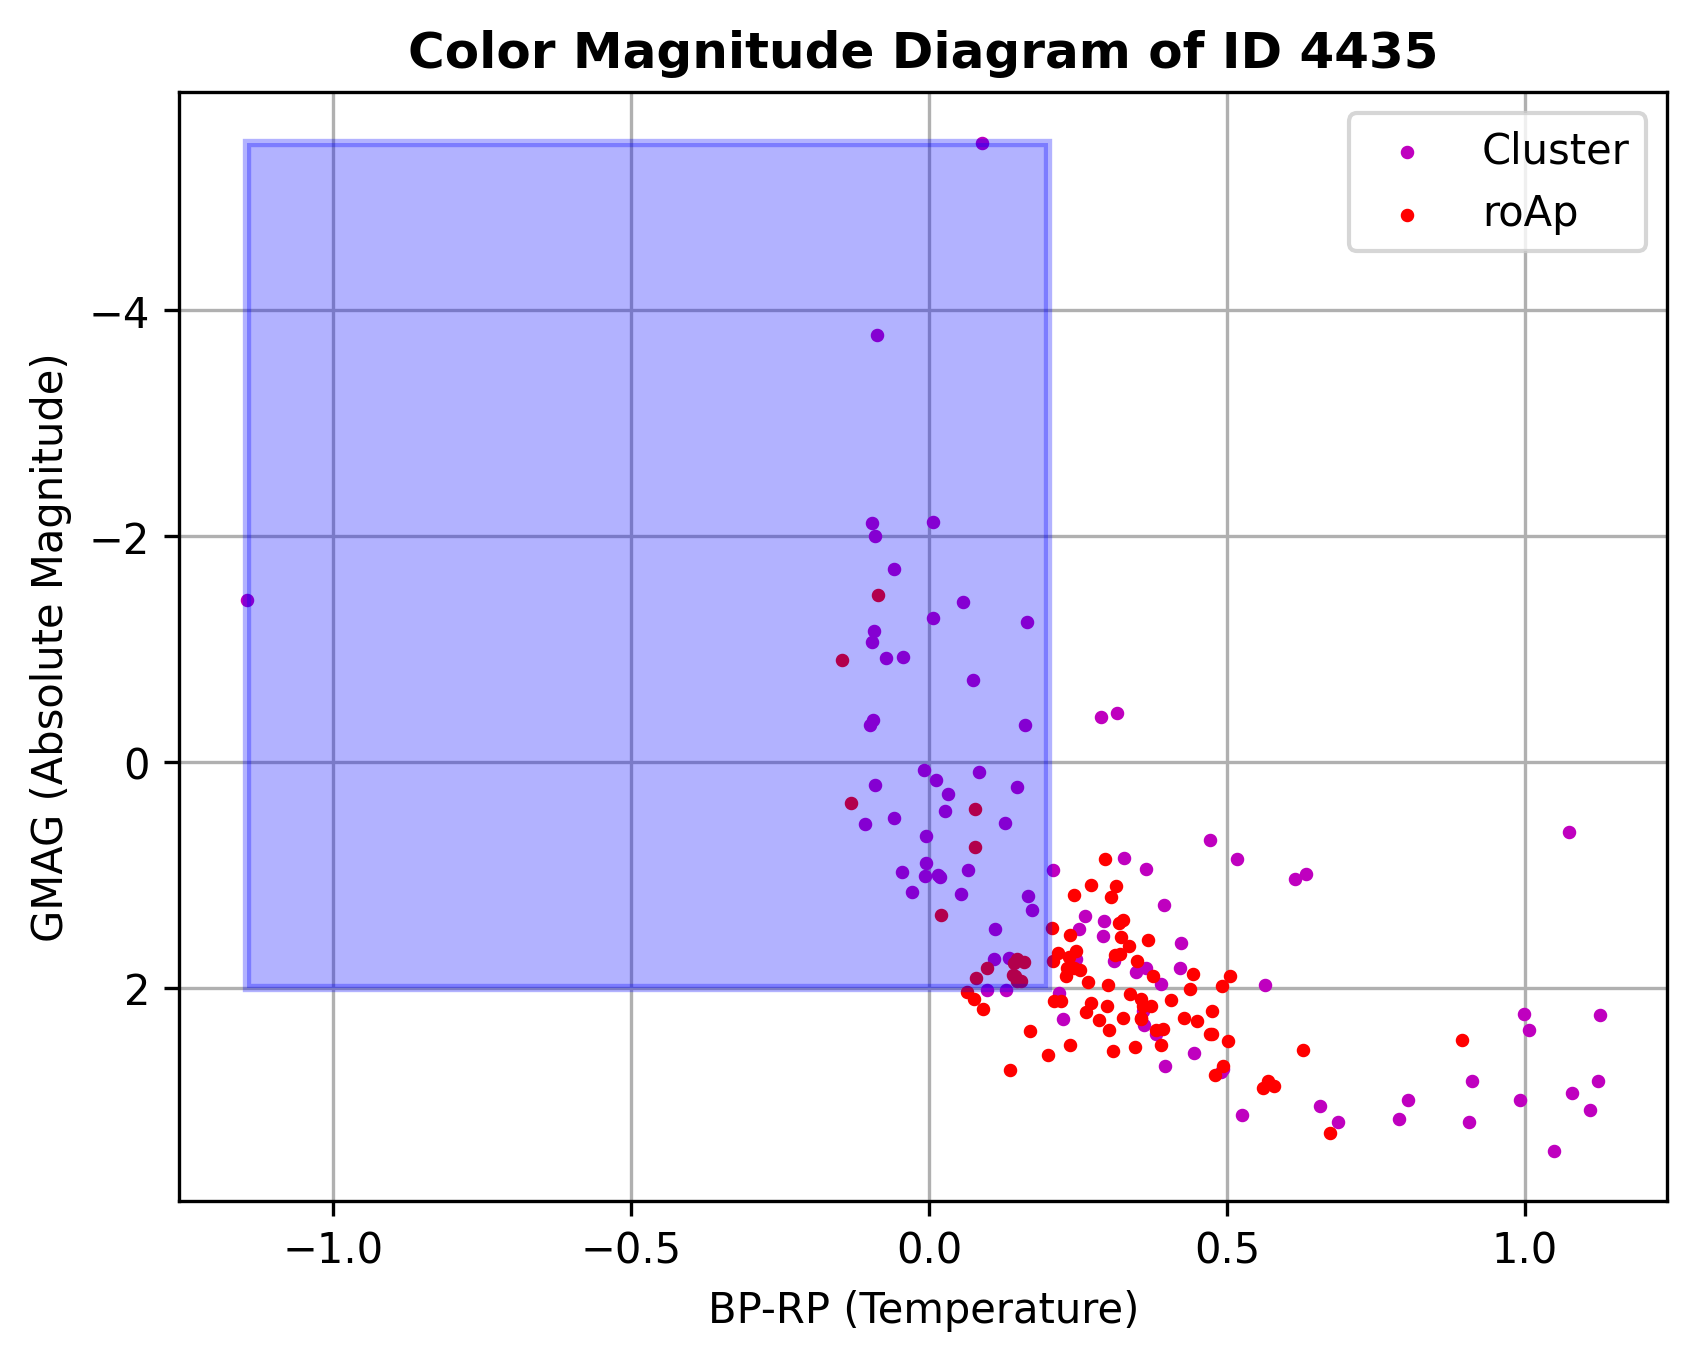 Color Magnitude Diagram of ID 4435
Cluster
roAp
GMAG (Absolute Magnitude)
−4
−2
0
2
−1.0
−0.5
0.0
0.5
1.0
BP-RP (Temperature)